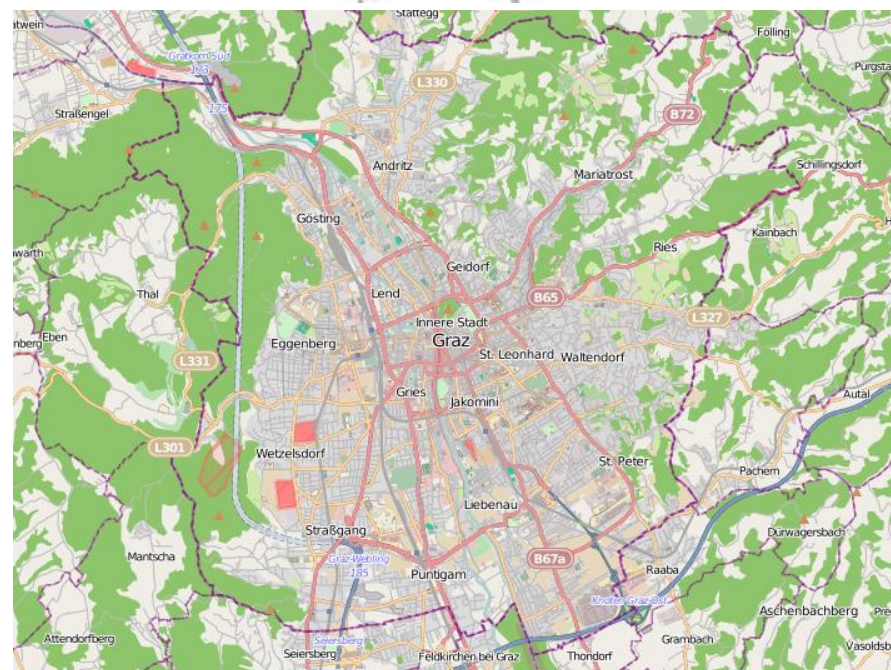 Stattegg
Fölling
Gratkorn Süd
173
L330
175
Straßengel
B72
Andritz
Mariatrost
Schillingsdorf
Gösting
Kainbach
Ries
Geidorf
Thal
Lend
B65
Innere Stadt
L327
Graz
Eben
Eggenberg
St. Leonhard
Waltendorf
L331
Gries
Jakomini
Autal
L301
Wetzelsdorf
St. Peter
Pachern
Liebenau
Straßgang
Dürwagersbach
Mantscha
Graz-Webling
185
B67a
Puntigam
Raaba
Knoten Graz-Ost
Aschenbachberg
Attendorfberg
Seiersberg
Grambach
Seiersberg
Feldkirchen bei Graz
Thondorf